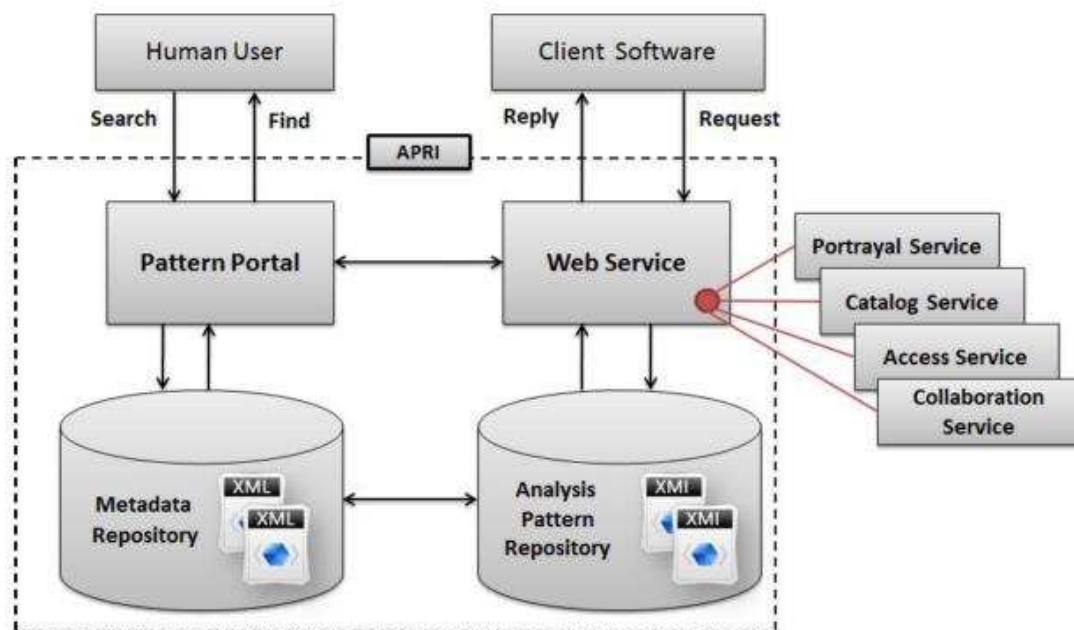 Human User
Client Software
Search
Find
Reply
Request
APRI
Pattern Portal
Web Service
Portrayal Service
Catalog Service
Access Service
Collaboration
Service
Metadata
Repository
XML
XML
Analysis
Pattern
Repository
XMI
XMI